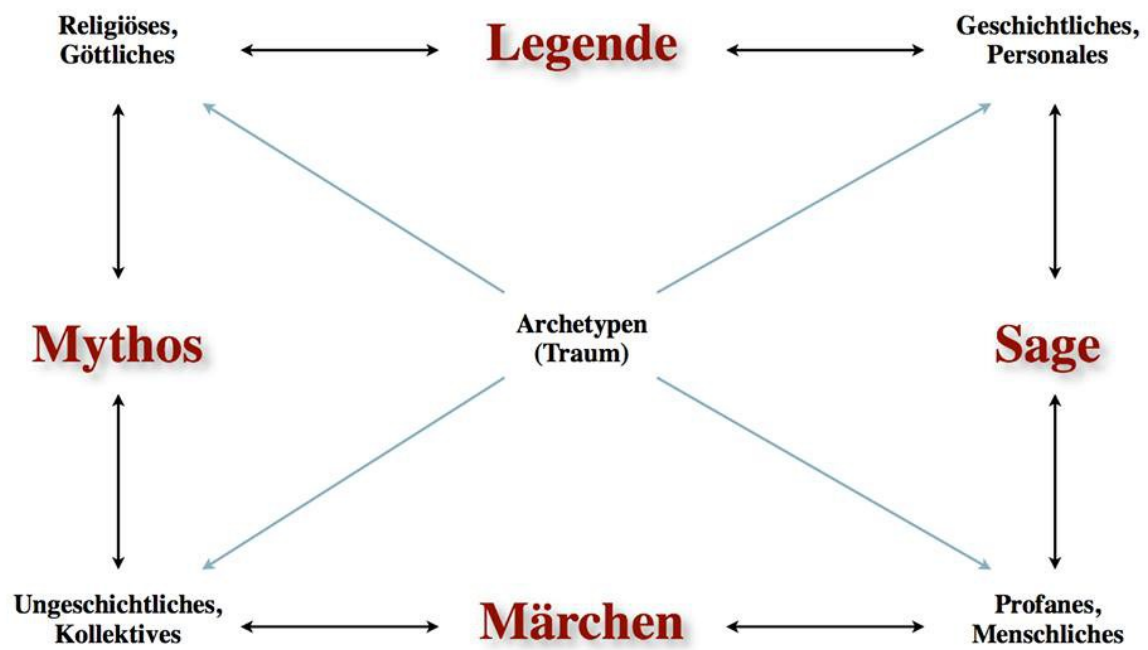 Religiöses,
Göttliches
Legende
Geschichtliches,
Personales
Mythos
Archetypen
(Traum)
Sage
Ungeschichtliches,
Kollektives
Märchen
Profanes,
Menschliches